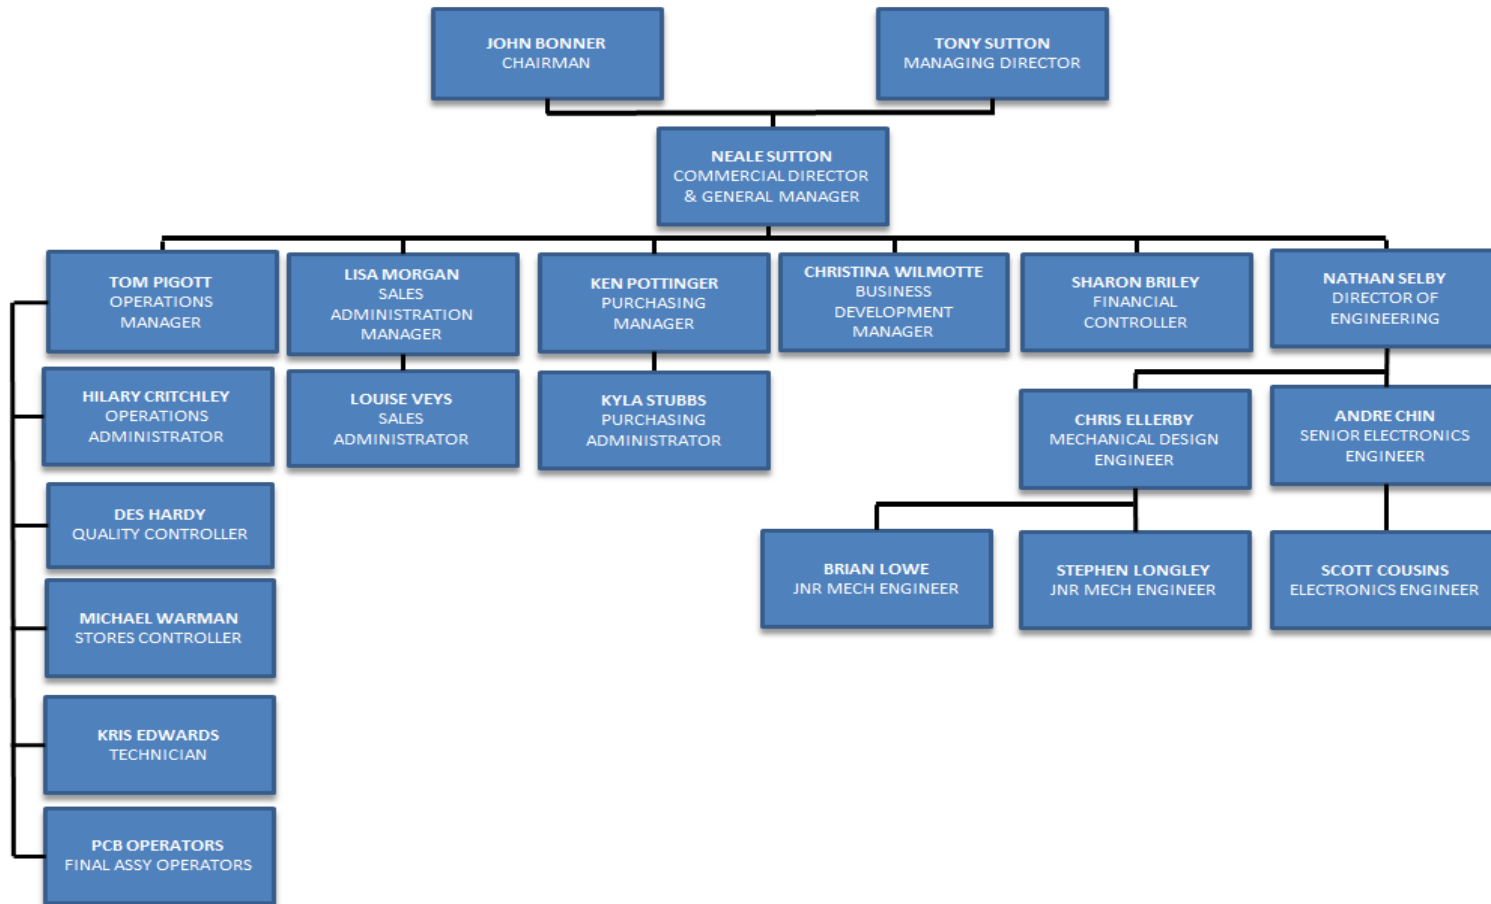 JOHN BONNER
CHAIRMAN
TONY SUTTON
MANAGING DIRECTOR
NEALE SUTTON
COMMERCIAL DIRECTOR
& GENERAL MANAGER
TOM PIGOTT
OPERATIONS
MANAGER
LISA MORGAN
SALES
ADMINISTRATION
MANAGER
KEN POTTINGER
PURCHASING
MANAGER
CHRISTINA WILMOTTE
BUSINESS
DEVELOPMENT
MANAGER
SHARON BRILEY
FINANCIAL
CONTROLLER
NATHAN SELBY
DIRECTOR OF
ENGINEERING
HILARY CRITCHLEY
OPERATIONS
ADMINISTRATOR
LOUISE VEYS
SALES
ADMINISTRATOR
KYLA STUBBS
PURCHASING
ADMINISTRATOR
CHRIS ELLERBY
MECHANICAL DESIGN
ENGINEER
ANDRE CHIN
SENIOR ELECTRONICS
ENGINEER
DES HARDY
QUALITY CONTROLLER
BRIAN LOWE
JNR MECH ENGINEER
STEPHEN LONGLEY
JNR MECH ENGINEER
SCOTT COUSINS
ELECTRONICS ENGINEER
MICHAEL WARMAN
STORES CONTROLLER
KRIS EDWARDS
TECHNICIAN
PCB OPERATORS
FINAL ASSY OPERATORS